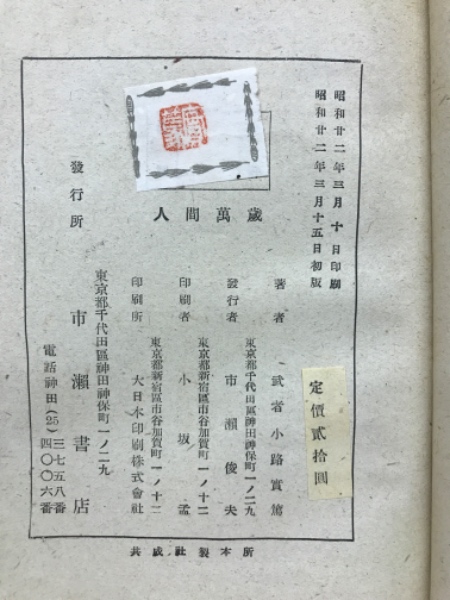 昭和廿二年三月十日印刷
昭和廿二年三月十五日初版
定價貳拾圓
人間萬歲
著者 武者小路實篤
東京都千代田區神田神保町一ノ二九
發行者 市瀨俊夫
東京都新宿區市谷加賀町一ノ十二
印刷者 小坂孟
東京都新宿區市谷加賀町一ノ十二
印刷所 大日本印刷株式會社
東京都千代田區神田神保町一ノ二九
發行所 市瀨書店
電話神田(25)三七五八番
四〇〇六番
共成社製本所